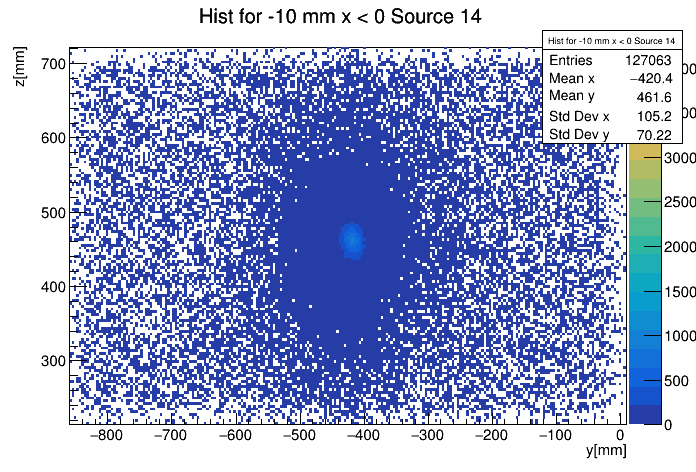 Hist for -10 mm x < 0 Source 14
Hist for -10 mm x < 0 Source 14
Entries 127063
Mean x −420.4
Mean y 461.6
Std Dev x 105.2
Std Dev y 70.22
z[mm]
700
600
500
400
300
−800 −700 −600 −500 −400 −300 −200 −100 0
y[mm]
3000
2500
2000
1500
1000
500
0